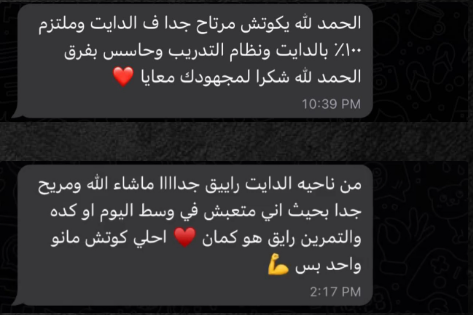 الحمد لله يكوتش مرتاح جدا ف الدايت وملتزم
١٠٠٪ بالدايت ونظام التدريب وحاسس بفرق
الحمد لله شكرا لمجهودك معايا ❤️
10:39 PM
من ناحيه الدايت راييق جداااا ماشاء الله ومريح
جدا بحيث اني متعبش في وسط اليوم او كده
والتمرين رايق هو كمان ♥️ احلي كوتش مانو
واحد بس 💪
2:17 PM